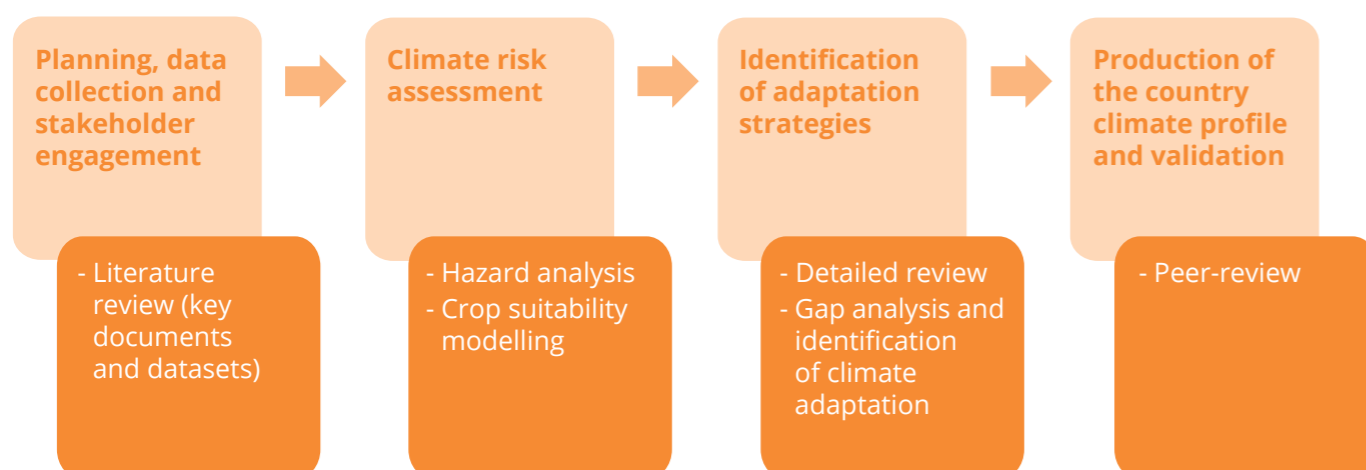 Planning, data
collection and
stakeholder
engagement
- Literature
review (key
documents
and datasets)
Climate risk
assessment
- Hazard analysis
- Crop suitability
modelling
Identification
of adaptation
strategies
- Detailed review
- Gap analysis and
identification
of climate
adaptation
Production of
the country
climate profile
and validation
- Peer-review